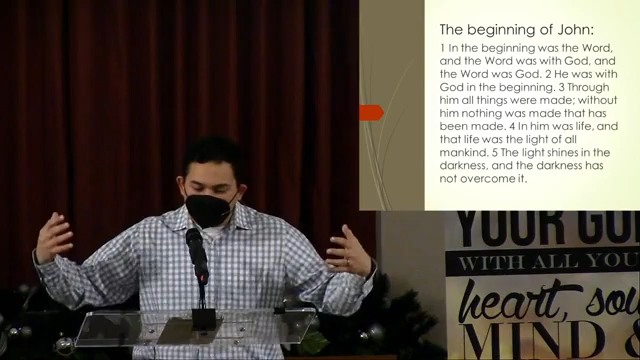 The beginning of John:
1 In the beginning was the Word,
and the Word was with God, and
the Word was God. 2 He was with
God in the beginning. 3 Through
him all things were made; without
him nothing was made that has
been made. 4 In him was life, and
that life was the light of all
mankind. 5 The light shines in the
darkness, and the darkness has
not overcome it.
YOUR GO
WITH ALL YOU
heart, sou
MIND &